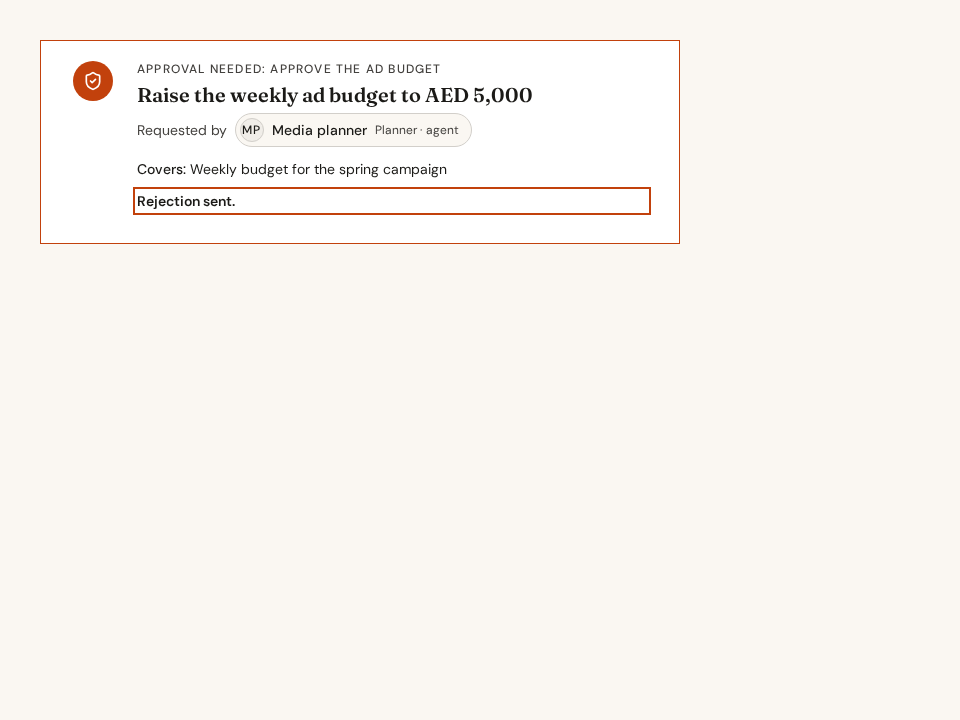 APPROVAL NEEDED: APPROVE THE AD BUDGET
Raise the weekly ad budget to AED 5,000
Requested by MP Media planner Planner · agent
Covers: Weekly budget for the spring campaign
Rejection sent.